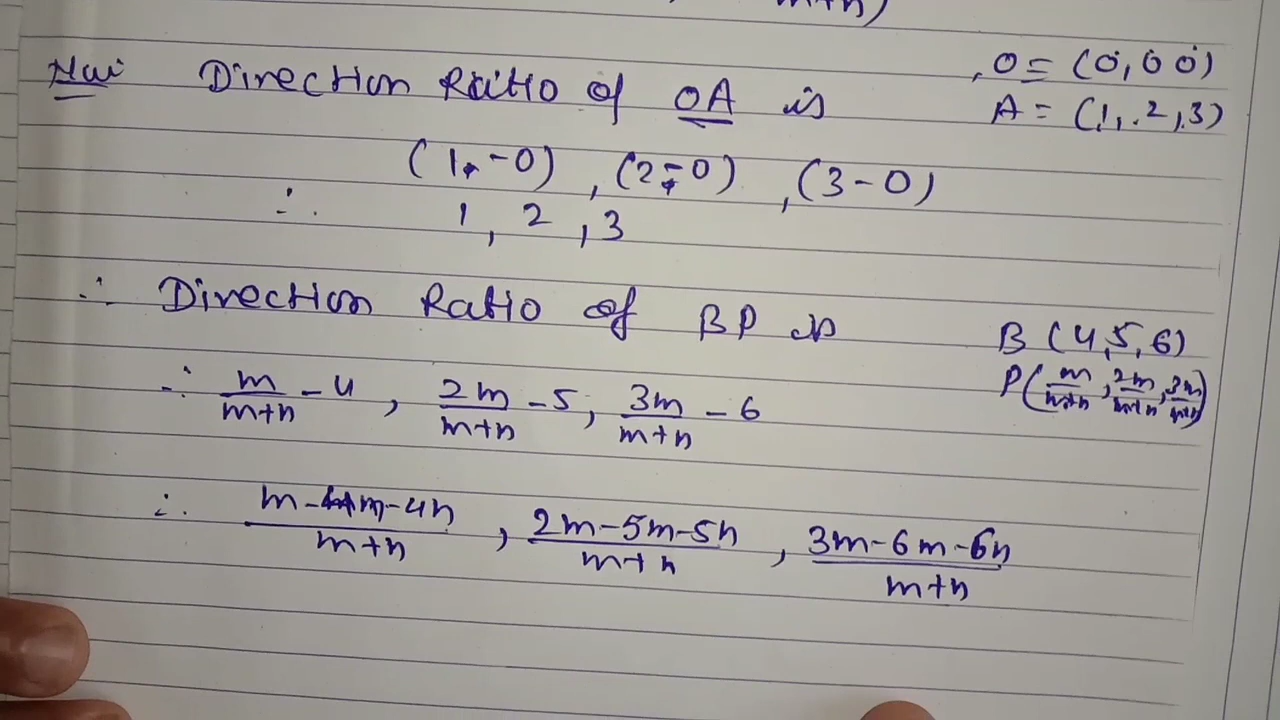 m+n)
Direction Ratio of OA is
, O = (0,0 0)
A = (1, 2, 3)
(1, -0) , (2, -0) , (3 - 0)
∴ 1 , 2 , 3
∴ Direction Ratio of BP is
B (4, 5, 6)
P(m/m+n , 2m/m+n , 3m/m+n)
∴ m/m+n - 4 , 2m/m+n - 5 , 3m/m+n - 6
∴ m-4m-4n/m+n , 2m-5m-5n/m+n , 3m-6m-6n/m+n